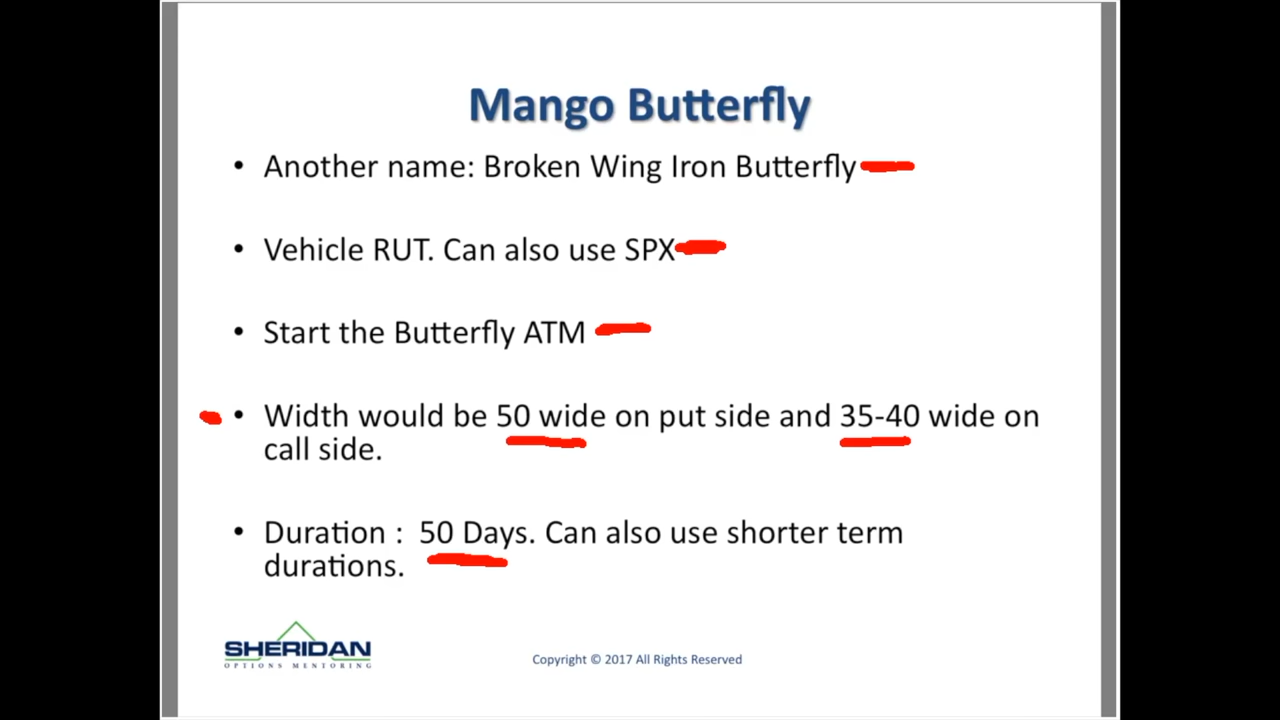 Mango Butterfly
• Another name: Broken Wing Iron Butterfly
• Vehicle RUT. Can also use SPX
• Start the Butterfly ATM
• Width would be 50 wide on put side and 35-40 wide on
call side.
• Duration :  50 Days. Can also use shorter term
durations.
SHERIDAN
OPTIONS MENTORING
Copyright © 2017 All Rights Reserved